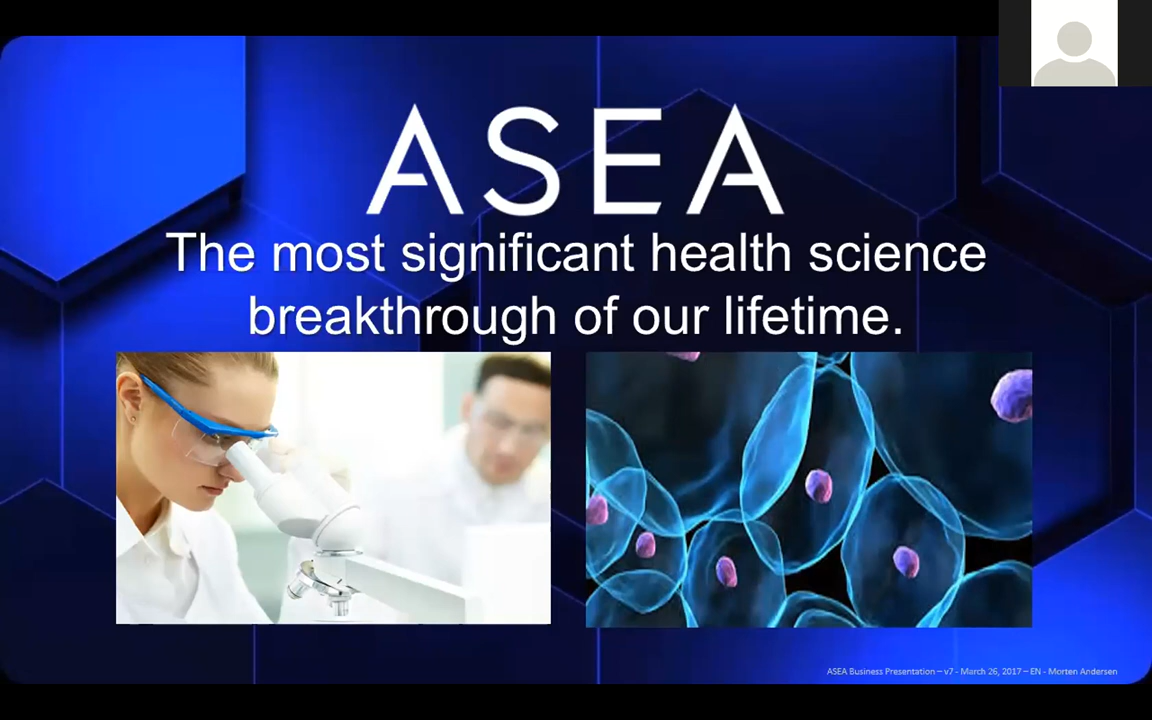 ASEA
The most significant health science
breakthrough of our lifetime.
ASEA Business Presentation – v7 - March 26, 2017 – EN - Morten Andersen